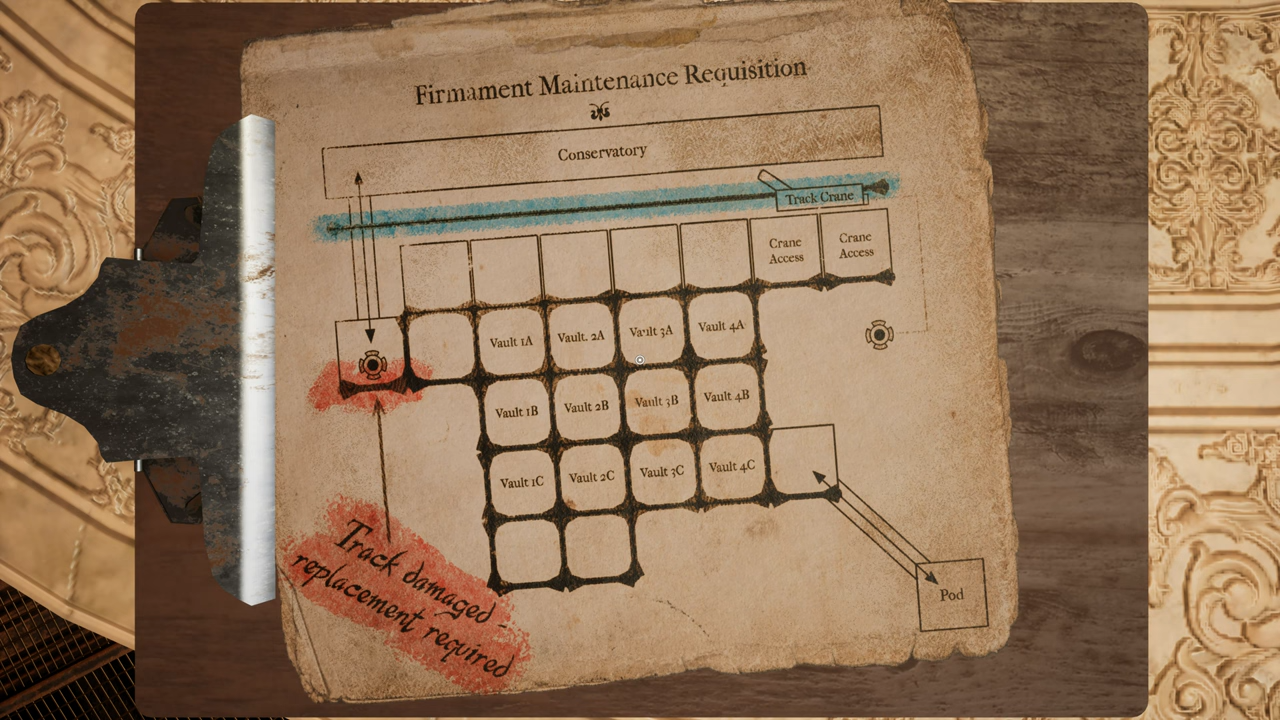 Firmament Maintenance Requisition
Conservatory
Track Crane
Crane
Access
Crane
Access
Vault 1A
Vault. 2A
Vault 3A
Vault 4A
Vault 1B
Vault 2B
Vault 3B
Vault 4B
Vault 1C
Vault 2C
Vault 3C
Vault 4C
Track damaged -
replacement required
Pod